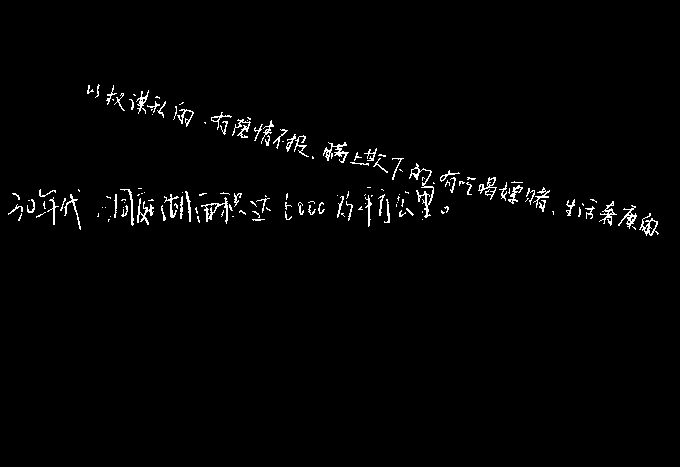 以权谋私的，有隐情不报、瞒上欺下的，有吃喝嫖赌、生活奢靡的
30年代，洞庭湖面积达6000为平方公里。